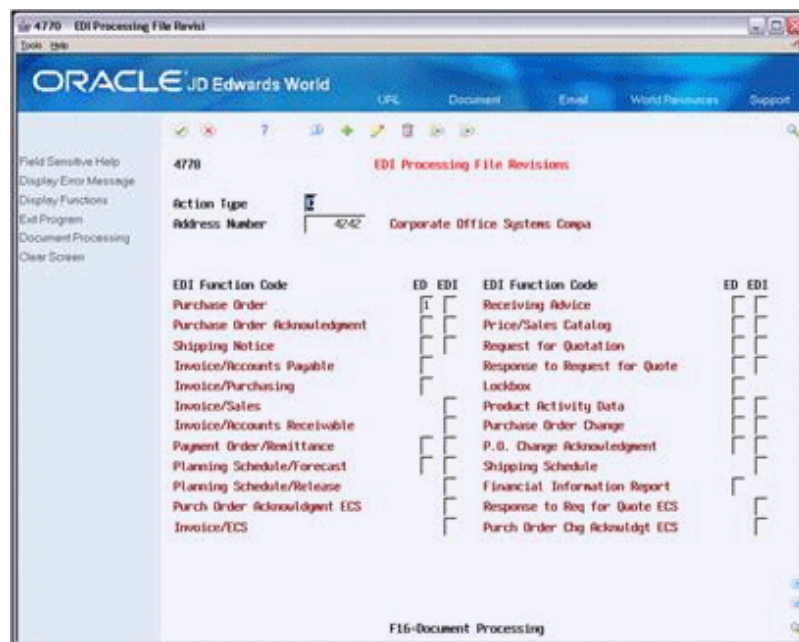 4770 EDI Processing File Revisi
Tools Help
ORACLE JD Edwards World
URL Document Email World Resources Support
Field Sensitive Help
Display Error Message
Display Functions
Exit Program
Document Processing
Clear Screen
4770 EDI Processing File Revisions
Action Type
Address Number 4242 Corporate Office Systems Compa
EDI Function Code ED EDI EDI Function Code ED EDI
Purchase Order 1 Receiving Advice
Purchase Order Acknowledgment Price/Sales Catalog
Shipping Notice Request for Quotation
Invoice/Accounts Payable Response to Request for Quote
Invoice/Purchasing Lockbox
Invoice/Sales Product Activity Data
Invoice/Accounts Receivable Purchase Order Change
Payment Order/Remittance P.O. Change Acknowledgment
Planning Schedule/Forecast Shipping Schedule
Planning Schedule/Release Financial Information Report
Purch Order Acknowldgmnt ECS Response to Req for Quote ECS
Invoice/ECS Purch Order Chg Acknwldgt ECS
F16=Document Processing